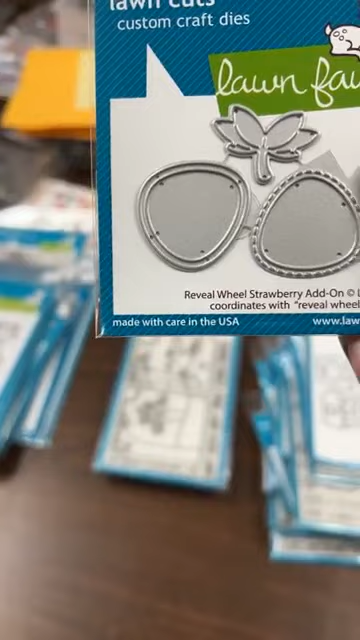 lawn cuts
custom craft dies
lawn faw
Reveal Wheel Strawberry Add-On ©
coordinates with "reveal wheel
made with care in the USA
www.law